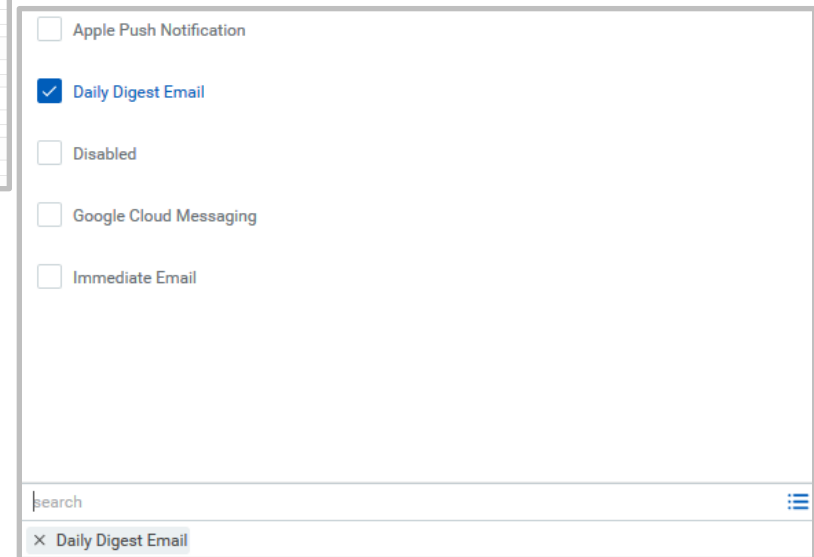 Apple Push Notification
Daily Digest Email
Disabled
Google Cloud Messaging
Immediate Email
search
× Daily Digest Email